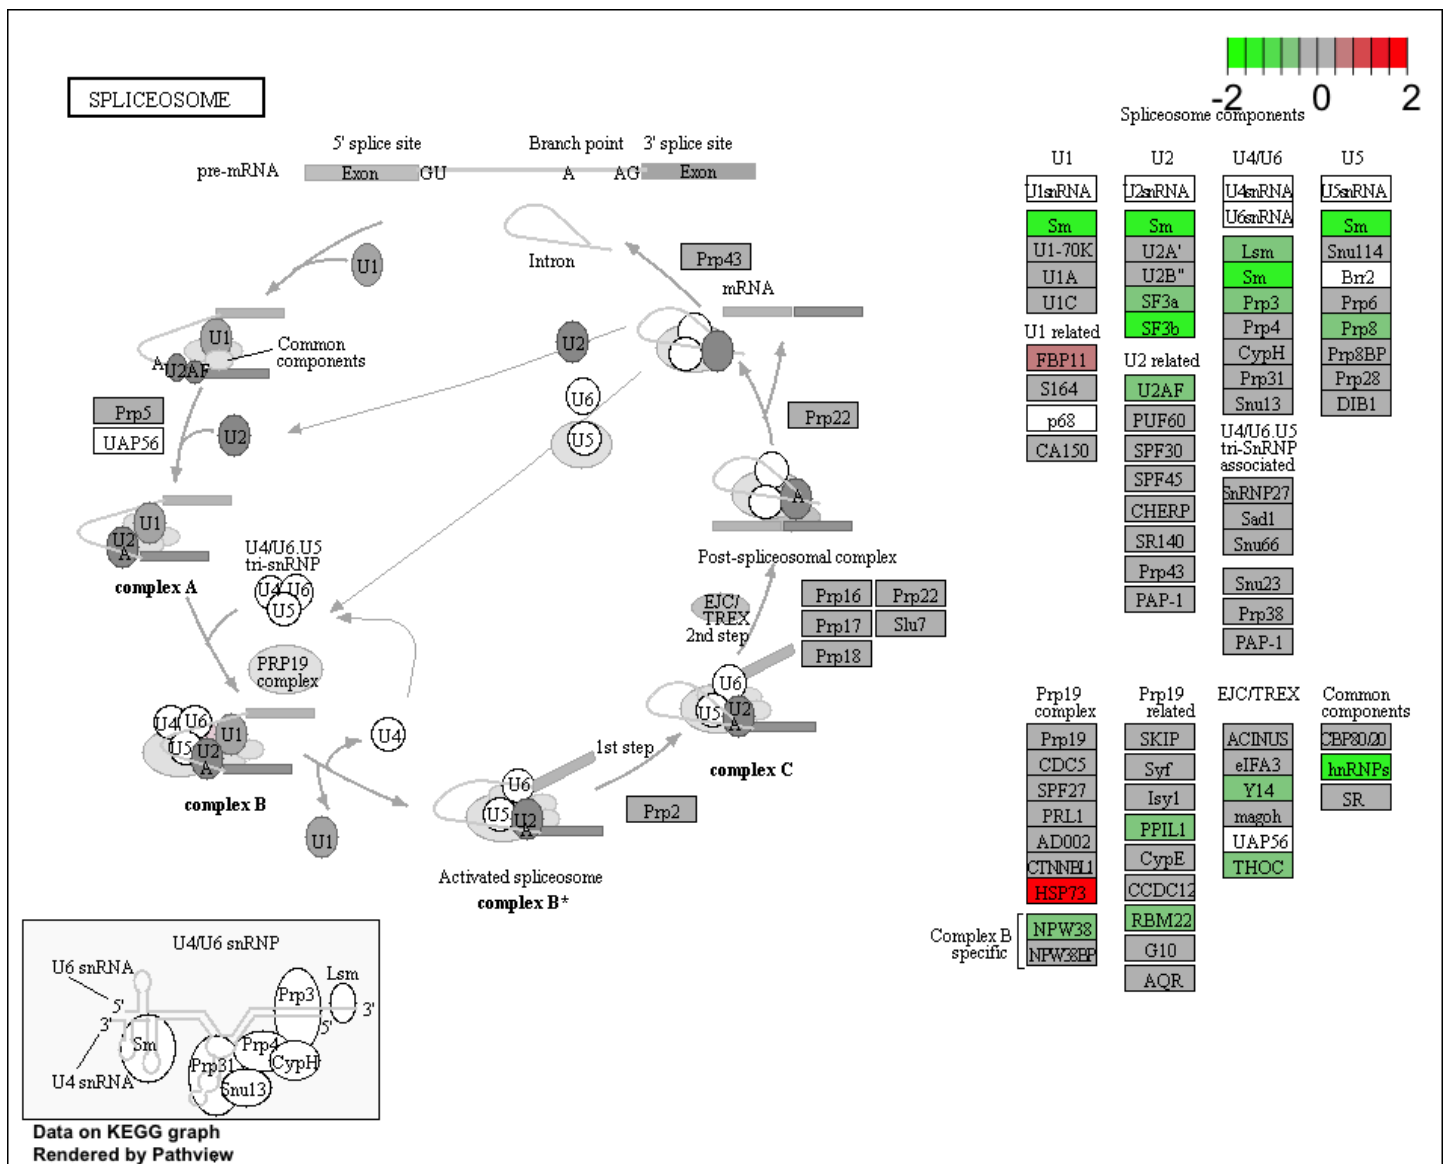 SPLICEOSOME
-2 0 2
Spliceosome components
5' splice site
Branch point
3' splice site
pre-mRNA
Exon
GU
A
AG
Exon
U1
Intron
Prp43
mRNA
U1
Common
components
A
U2AF
Prp5
UAP56
U2
U2
U6
U5
Prp22
A
Post-spliceosomal complex
U1
U2
A
complex A
U4/U6.U5
tri-snRNP
U4
U6
U5
PRP19
complex
U4
U6
U1
U5
U2
A
complex B
U4
U1
1st step
U6
U5
U2
A
Activated spliceosome
complex B*
Prp2
EJC/
TREX
2nd step
Prp16
Prp22
Prp17
Slu7
Prp18
U6
U5
U2
A
complex C
U1
U1snRNA
Sm
U1-70K
U1A
U1C
U1 related
FBP11
S164
p68
CA150
U2
U2snRNA
Sm
U2A'
U2B"
SF3a
SF3b
U2 related
U2AF
PUF60
SPF30
SPF45
CHERP
SR140
Prp43
PAP-1
U4/U6
U4snRNA
U6snRNA
Lsm
Sm
Prp3
Prp4
CypH
Prp31
Snu13
U4/U6.U5
tri-SnRNP
associated
SnRNP27
Sad1
Snu66
Snu23
Prp38
PAP-1
U5
U5snRNA
Sm
Snu114
Brr2
Prp6
Prp8
Prp8BP
Prp28
DIB1
Prp19
complex
Prp19
CDC5
SPF27
PRL1
AD002
CTNNBL1
HSP73
Complex B
specific
NPW38
NPW38BP
Prp19
related
SKIP
Syf
Isy1
PPIL1
CypE
CCDC12
RBM22
G10
AQR
EJC/TREX
ACINUS
eIFA3
Y14
magoh
UAP56
THOC
Common
components
CBP80/20
hnRNPs
SR
U4/U6 snRNP
U6 snRNA
Lsm
Prp3
5'
3'
3'
5'
Sm
Prp4
Prp31
CypH
Snu13
U4 snRNA
Data on KEGG graph
Rendered by Pathview